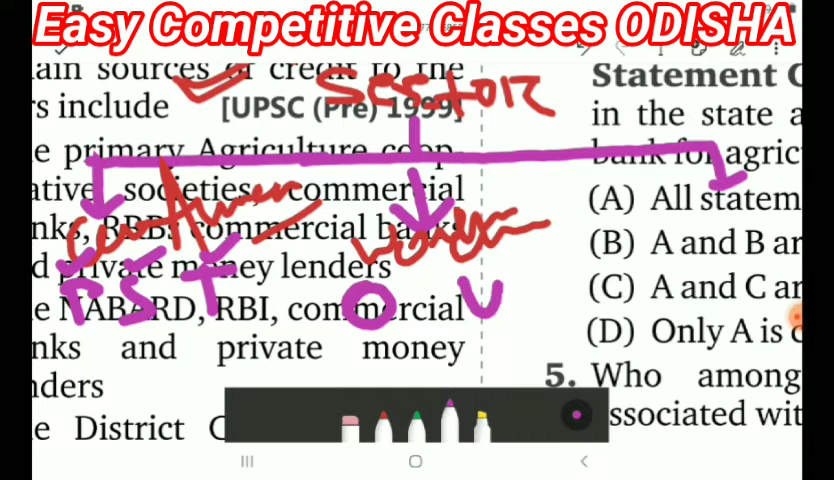 Easy Competitive Classes ODISHA
ain sources of credit to the
rs include [UPSC (Pre) 1999]
e primary Agriculture coop-
ative societies, commercial
nks, RRBs commercial banks
d private money lenders
e NABARD, RBI, commercial
nks and private money
nders
e District C
sector
P S T O U
Statement C
in the state a
bank for agric
(A) All statem
(B) A and B ar
(C) A and C ar
(D) Only A is c
5. Who among
ssociated wit